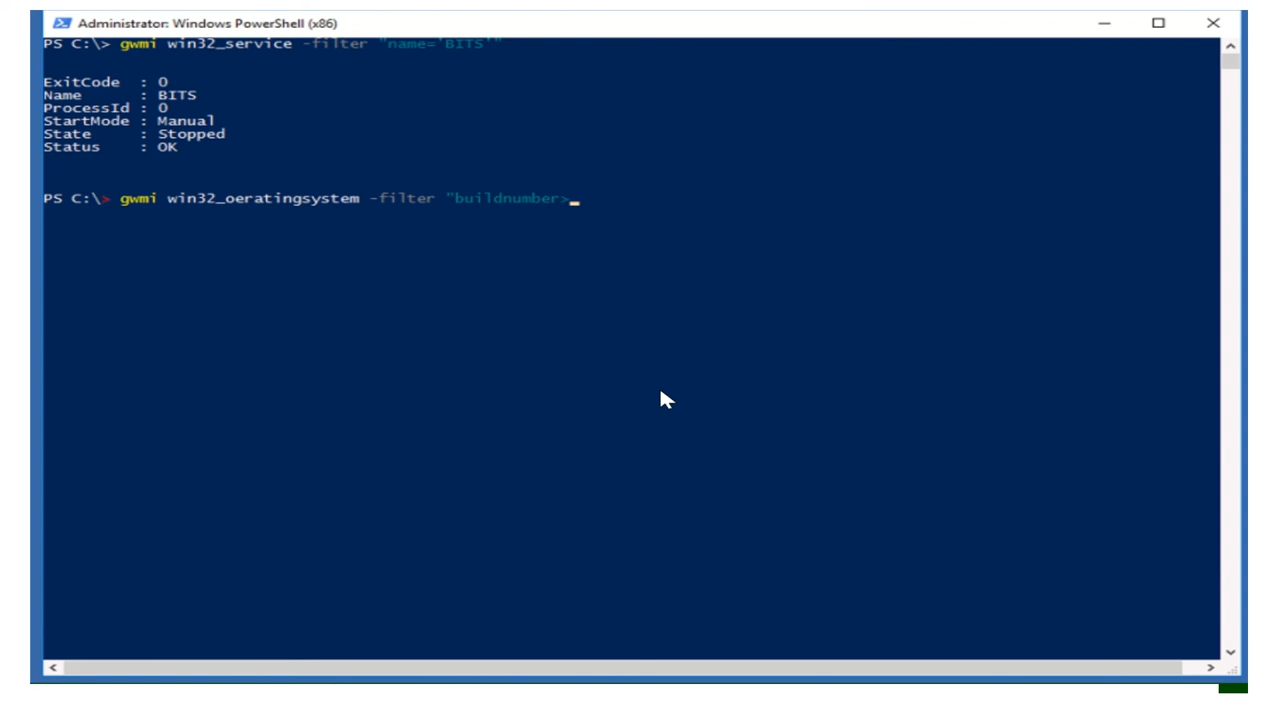 Administrator: Windows PowerShell (x86)
PS C:\> gwmi win32_service -filter "name='BITS'"
ExitCode : 0
Name : BITS
ProcessId : 0
StartMode : Manual
State : Stopped
Status : OK
PS C:\> gwmi win32_oeratingsystem -filter "buildnumber>